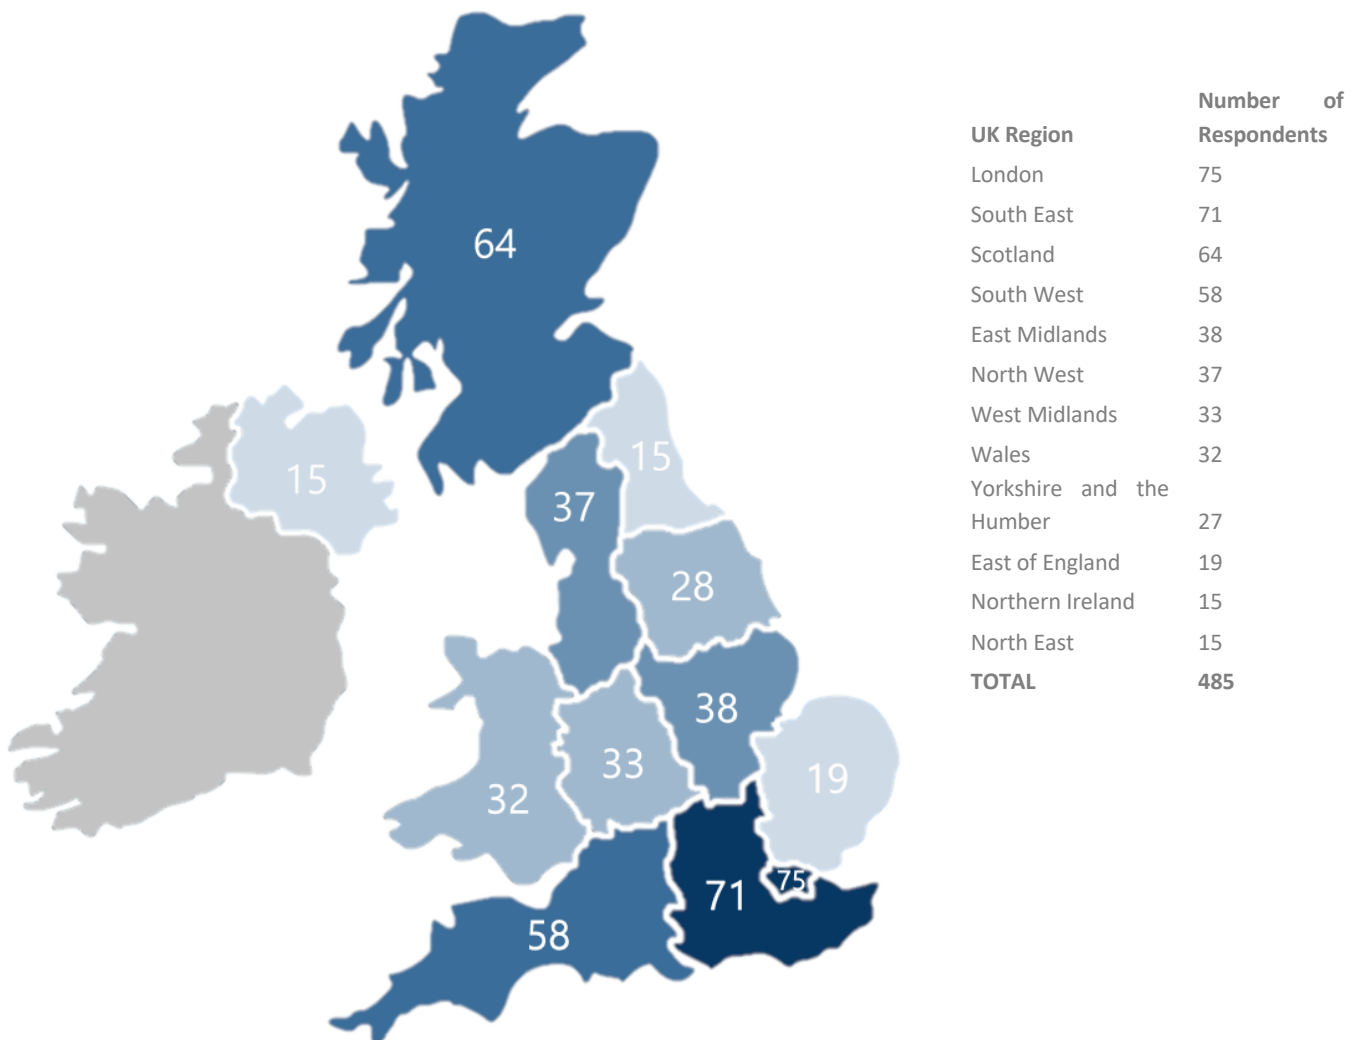 64
15
15
37
28
38
33
19
32
71
75
58
Number of
UK Region Respondents
London 75
South East 71
Scotland 64
South West 58
East Midlands 38
North West 37
West Midlands 33
Wales 32
Yorkshire and the
Humber 27
East of England 19
Northern Ireland 15
North East 15
TOTAL 485